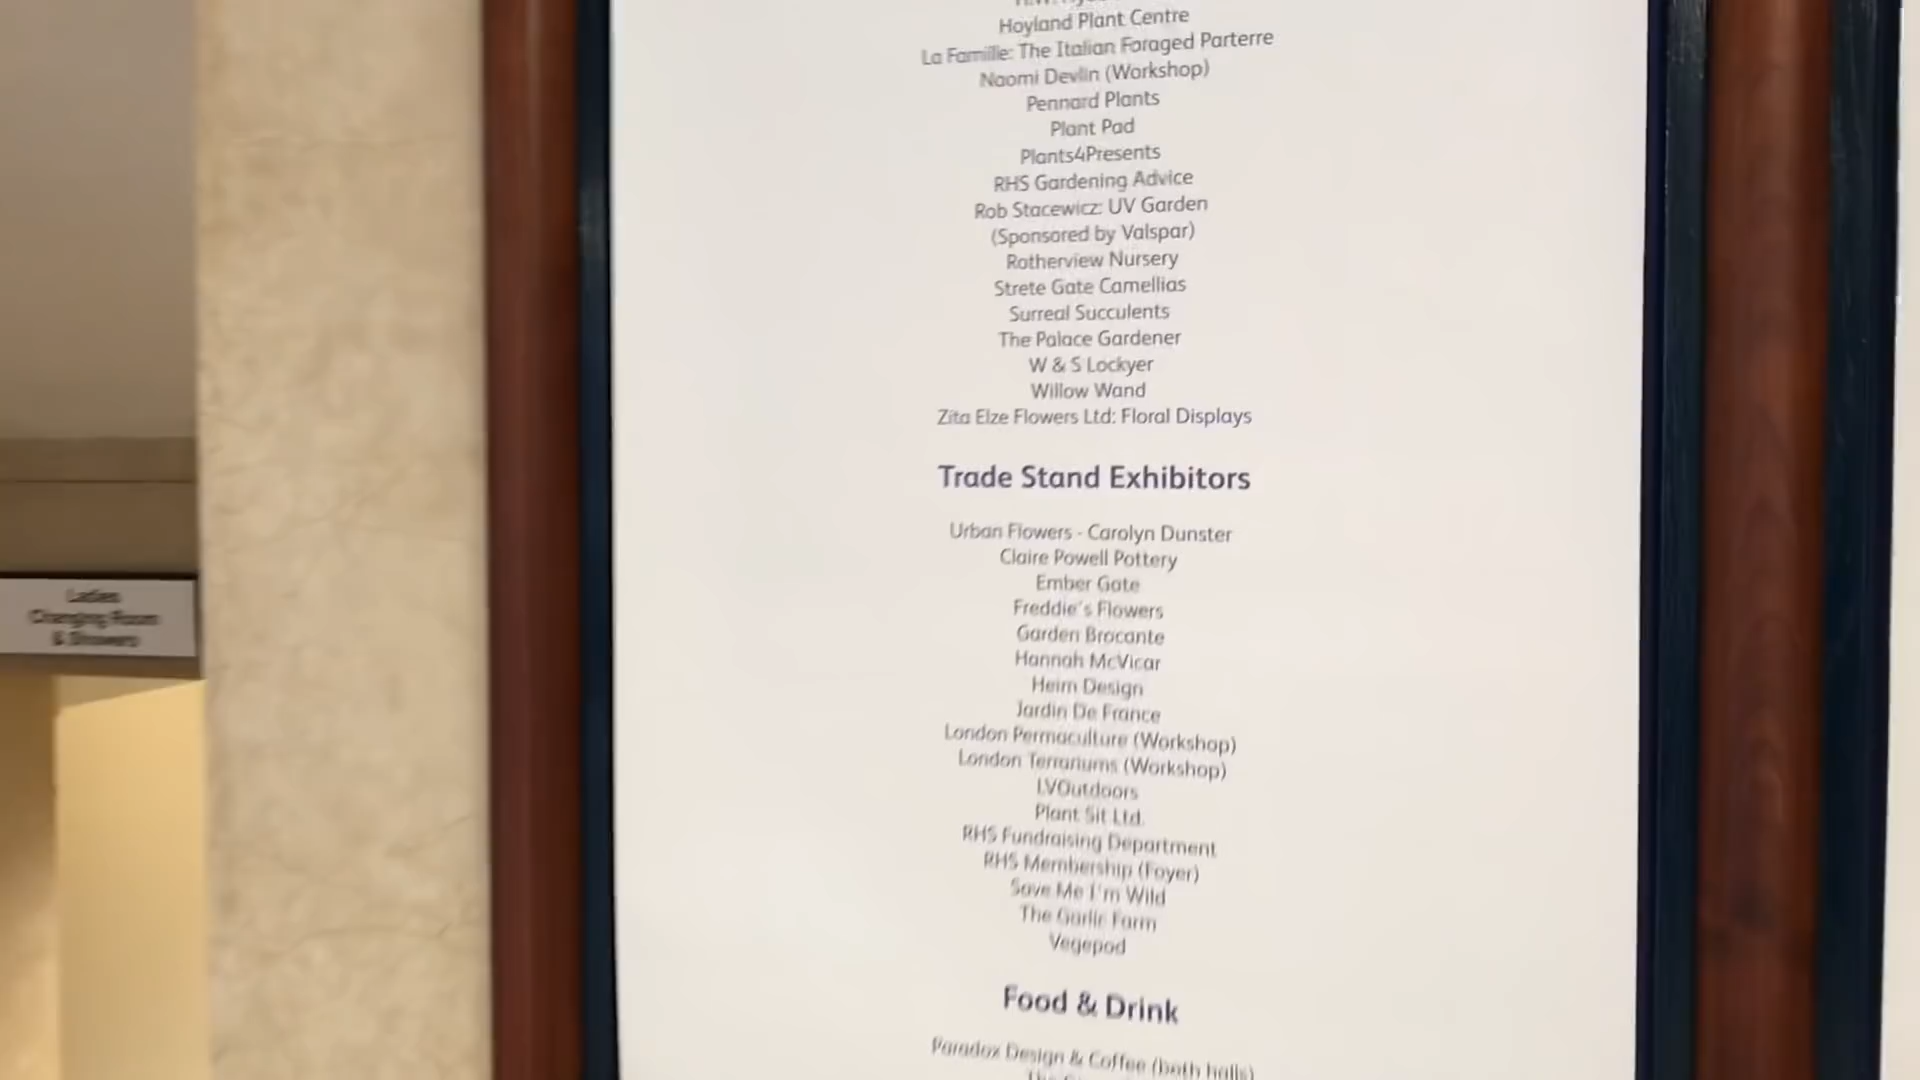 Hoyland Plant Centre
La Famille: The Italian Foraged Parterre
Naomi Devlin (Workshop)
Pennard Plants
Plant Pad
Plants4Presents
RHS Gardening Advice
Rob Stacewicz: UV Garden
(Sponsored by Valspar)
Rotherview Nursery
Strete Gate Camellias
Surreal Succulents
The Palace Gardener
W & S Lockyer
Willow Wand
Zita Elze Flowers Ltd: Floral Displays
Trade Stand Exhibitors
Urban Flowers - Carolyn Dunster
Claire Powell Pottery
Ember Gate
Freddie's Flowers
Garden Brocante
Hannah McVicar
Heim Design
Jardin De France
London Permaculture (Workshop)
London Terrariums (Workshop)
LVOutdoors
Plant Sit Ltd.
RHS Fundraising Department
RHS Membership (Foyer)
Save Me I'm Wild
The Garlic Farm
Vegepod
Food & Drink
Paradox Design & Coffee (both halls)
Ladies
Changing Room
& Showers